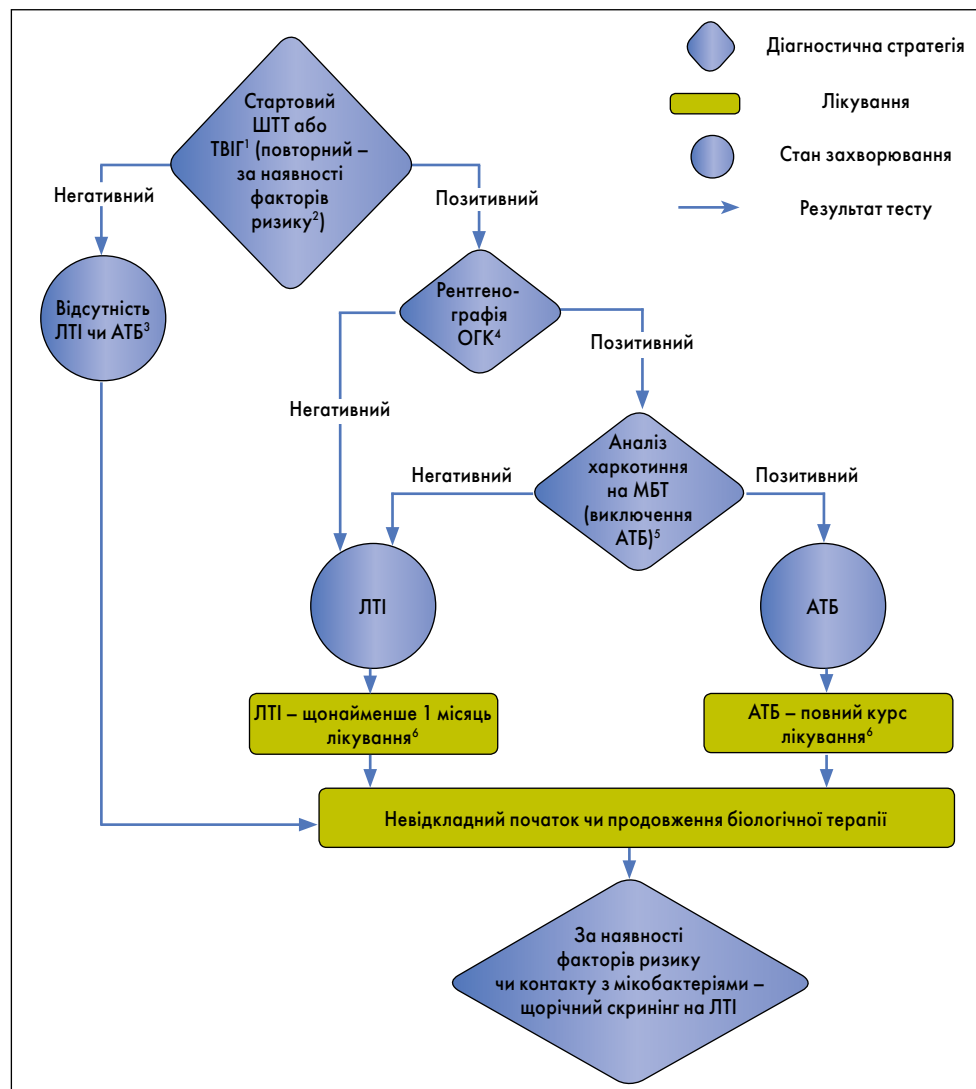 Стартовий
ШТТ або
ТВІГ¹ (повторний –
за наявності
факторів
ризику²)
Діагностична стратегія
Лікування
Стан захворювання
Результат тесту
Негативний
Позитивний
Відсутність
ЛТІ чи АТБ³
Рентгено-
графія
ОГК⁴
Негативний
Позитивний
Аналіз
харкотиння
на МБТ
(виключення
АТБ)⁵
Негативний
Позитивний
ЛТІ
АТБ
ЛТІ – щонайменше 1 місяць
лікування⁶
АТБ – повний курс
лікування⁶
Невідкладний початок чи продовження біологічної терапії
За наявності
факторів ризику
чи контакту з мікобактеріями –
щорічний скринінг на ЛТІ